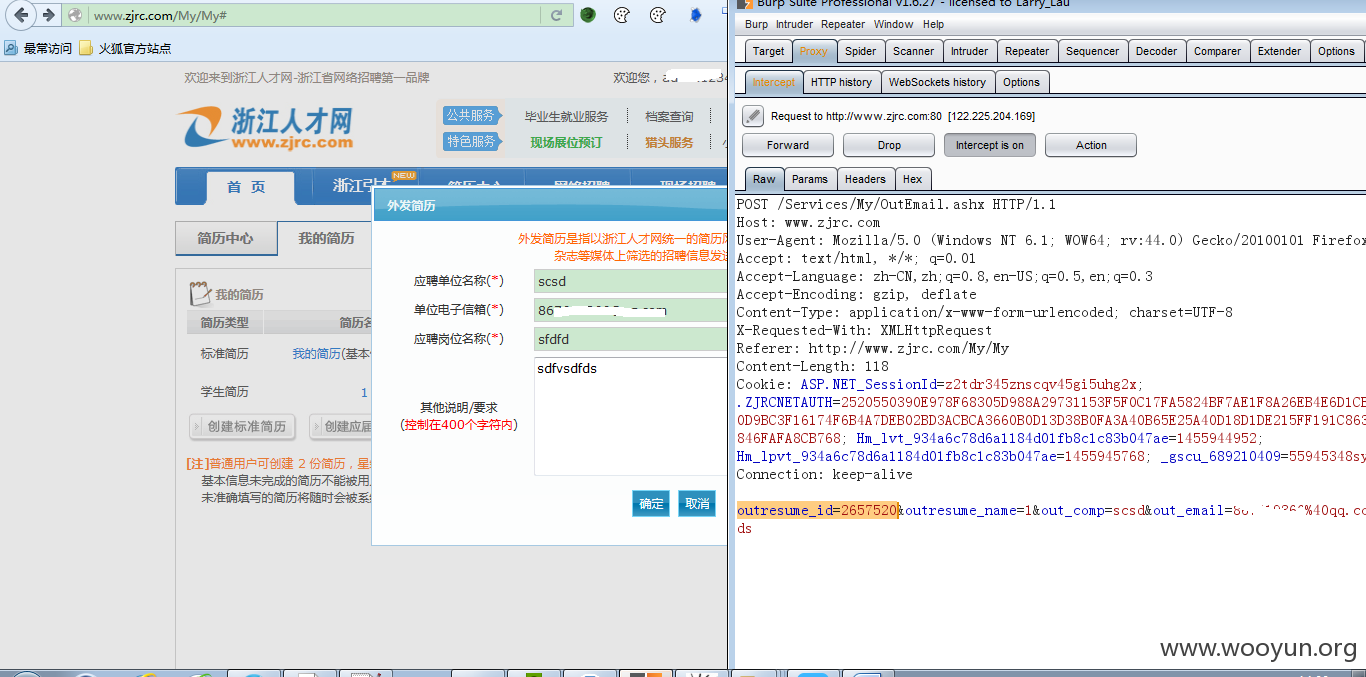 www.zjrc.com/My/My#
最常访问 火狐官方站点
欢迎来到浙江人才网-浙江省网络招聘第一品牌
欢迎您，
浙江人才网
www.zjrc.com
公共服务 毕业生就业服务 档案查询
特色服务 现场展位预订 猎头服务
首 页
NEW
简历中心 我的简历
外发简历
外发简历是指以浙江人才网统一的简历
杂志等媒体上筛选的招聘信息发
应聘单位名称(*) scsd
单位电子信箱(*)
应聘岗位名称(*) sfdfd
其他说明/要求
(控制在400个字符内)
sdfvsdfds
确定 取消
我的简历
简历类型 简历名
标准简历 我的简历(基本
学生简历 1
创建标准简历 创建应届
[注]普通用户可创建 2 份简历，星
基本信息未完成的简历不能被用
未准确填写的简历将随时会被系
Burp Suite Professional v1.6.27 - licensed to Larry_Lau
Burp Intruder Repeater Window Help
Target Proxy Spider Scanner Intruder Repeater Sequencer Decoder Comparer Extender Options
Intercept HTTP history WebSockets history Options
Request to http://www.zjrc.com:80 [122.225.204.169]
Forward Drop Intercept is on Action
Raw Params Headers Hex
POST /Services/My/OutEmail.ashx HTTP/1.1
Host: www.zjrc.com
User-Agent: Mozilla/5.0 (Windows NT 6.1; WOW64; rv:44.0) Gecko/20100101 Firefox
Accept: text/html, */*; q=0.01
Accept-Language: zh-CN,zh;q=0.8,en-US;q=0.5,en;q=0.3
Accept-Encoding: gzip, deflate
Content-Type: application/x-www-form-urlencoded; charset=UTF-8
X-Requested-With: XMLHttpRequest
Referer: http://www.zjrc.com/My/My
Content-Length: 118
Cookie: ASP.NET_SessionId=z2tdr345znscqv45gi5uhg2x;
.ZJRCNETAUTH=2520550390E978F68305D988A29731153F5F0C17FA5824BF7AE1F8A26EB4E6D1CE
0D9BC3F16174F6B4A7DEB02BD3ACBCA3660B0D13D38B0FA3A40B65E25A40D18D1DE215FF191C863
846FAFA8CB768; Hm_lvt_934a6c78d6a1184d01fb8c1c83b047ae=1455944952;
Hm_lpvt_934a6c78d6a1184d01fb8c1c83b047ae=1455945768; _gscu_689210409=55945348sy
Connection: keep-alive
outresume_id=2657520&outresume_name=1&out_comp=scsd&out_email=
%40qq.co
ds
www.wooyun.org